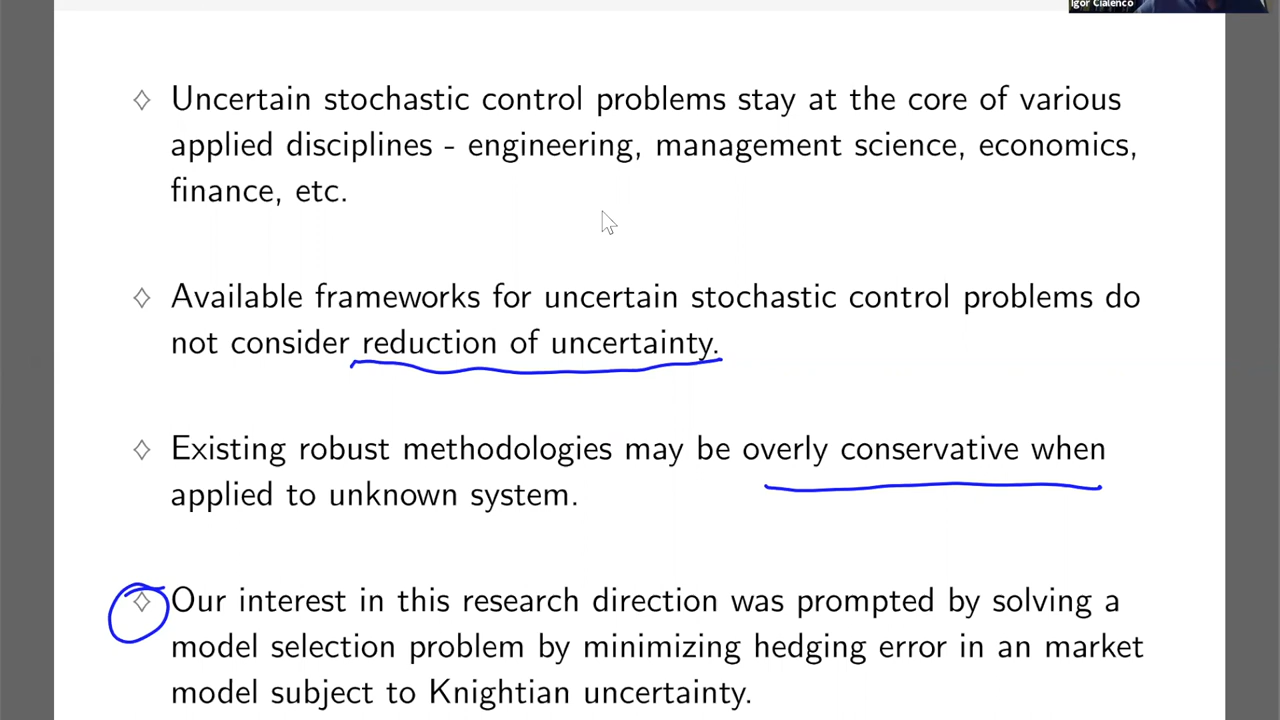 Igor Cialenco
◇ Uncertain stochastic control problems stay at the core of various
applied disciplines - engineering, management science, economics,
finance, etc.
◇ Available frameworks for uncertain stochastic control problems do
not consider reduction of uncertainty.
◇ Existing robust methodologies may be overly conservative when
applied to unknown system.
◇ Our interest in this research direction was prompted by solving a
model selection problem by minimizing hedging error in an market
model subject to Knightian uncertainty.